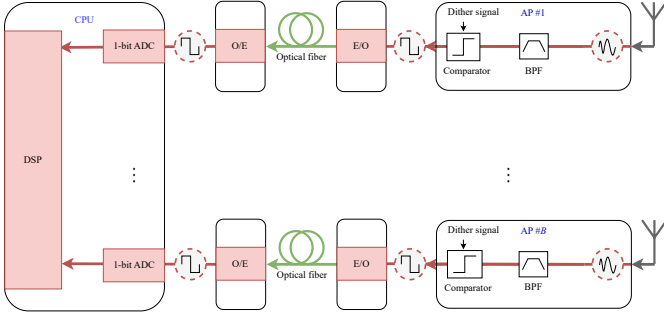 CPU
AP #1
Dither signal
1-bit ADC
O/E
E/O
Optical fiber
Comparator
BPF
DSP
Dither signal
AP #B
1-bit ADC
O/E
E/O
Optical fiber
Comparator
BPF